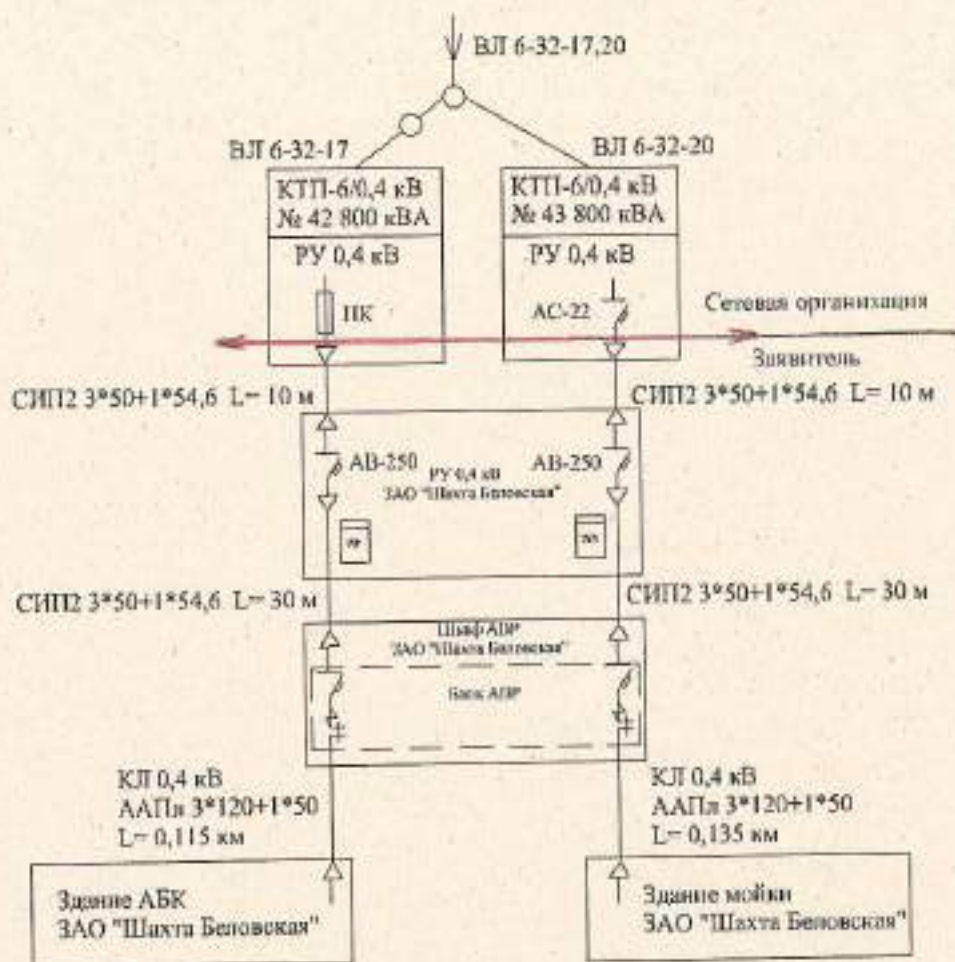 ВЛ 6-32-17,20
ВЛ 6-32-17
ВЛ 6-32-20
КТП-6/0,4 кВ
№ 42 800 кВА
КТП-6/0,4 кВ
№ 43 800 кВА
РУ 0,4 кВ
РУ 0,4 кВ
ПК
АС-22
Сетевая организация
Заявитель
СИП2 3*50+1*54,6 L= 10 м
СИП2 3*50+1*54,6 L= 10 м
АВ-250
АВ-250
РУ 0,4 кВ
ЗАО "Шахта Беловская"
СИП2 3*50+1*54,6 L= 30 м
СИП2 3*50+1*54,6 L= 30 м
Шкаф АВР
ЗАО "Шахта Беловская"
Блок АВР
КЛ 0,4 кВ
ААПл 3*120+1*50
L= 0,115 км
КЛ 0,4 кВ
ААПл 3*120+1*50
L= 0,135 км
Здание АБК
ЗАО "Шахта Беловская"
Здание мойки
ЗАО "Шахта Беловская"